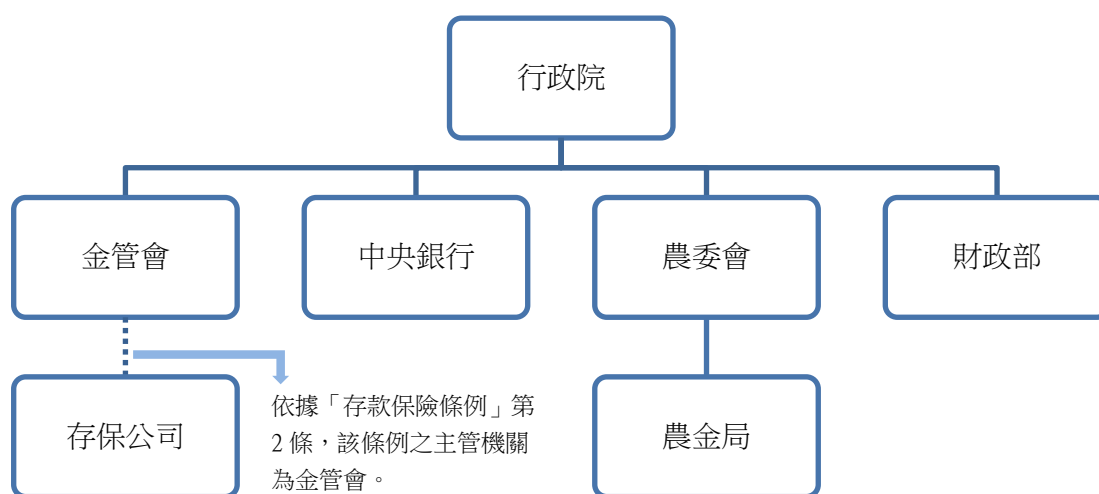 行政院
金管會
中央銀行
農委會
財政部
存保公司
依據「存款保險條例」第
2 條，該條例之主管機關
為金管會。
農金局